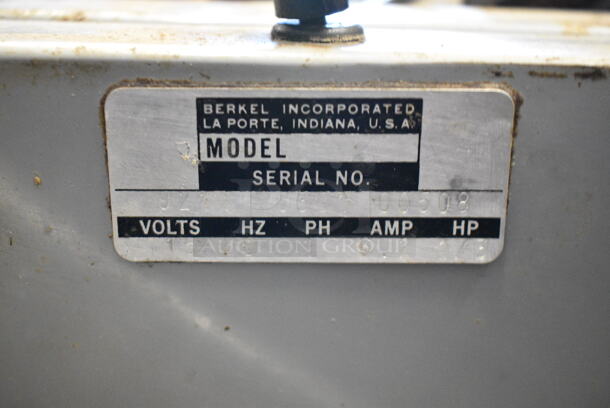 BERKEL INCORPORATED
LA PORTE, INDIANA, U.S.A.
MODEL
SERIAL NO.
VOLTS HZ PH AMP HP
AUCTION GROUP